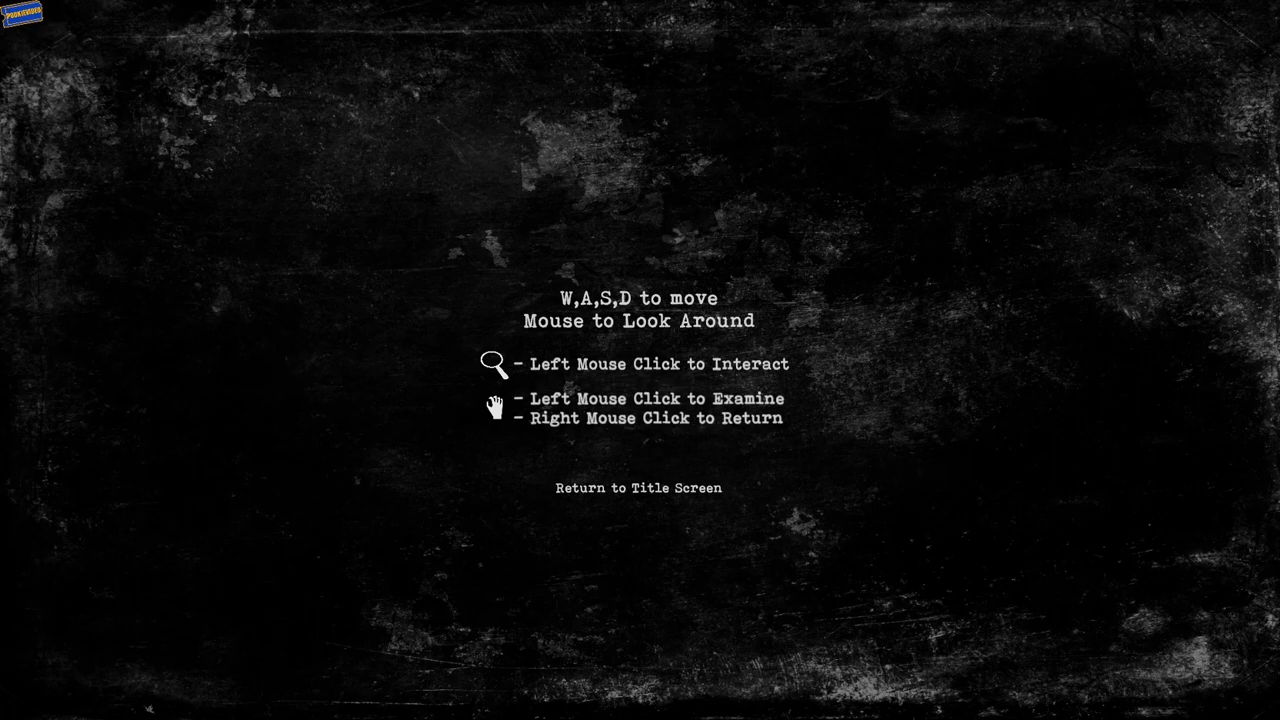 POOKIEVIDEO
W,A,S,D to move
Mouse to Look Around
- Left Mouse Click to Interact
- Left Mouse Click to Examine
- Right Mouse Click to Return
Return to Title Screen